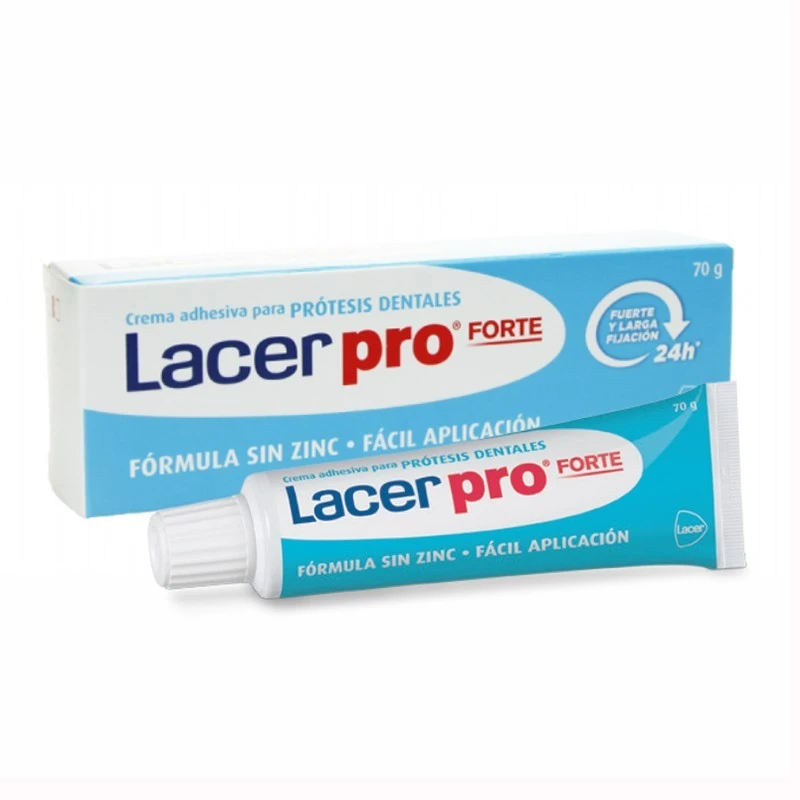 70 g
Crema adhesiva para PRÓTESIS DENTALES
Lacer pro® FORTE
FUERTE
Y LARGA
FIJACIÓN
24h*
FÓRMULA SIN ZINC • FÁCIL APLICACIÓN
70 g
Crema adhesiva para PRÓTESIS DENTALES
Lacer pro® FORTE
Lacer
FÓRMULA SIN ZINC • FÁCIL APLICACIÓN